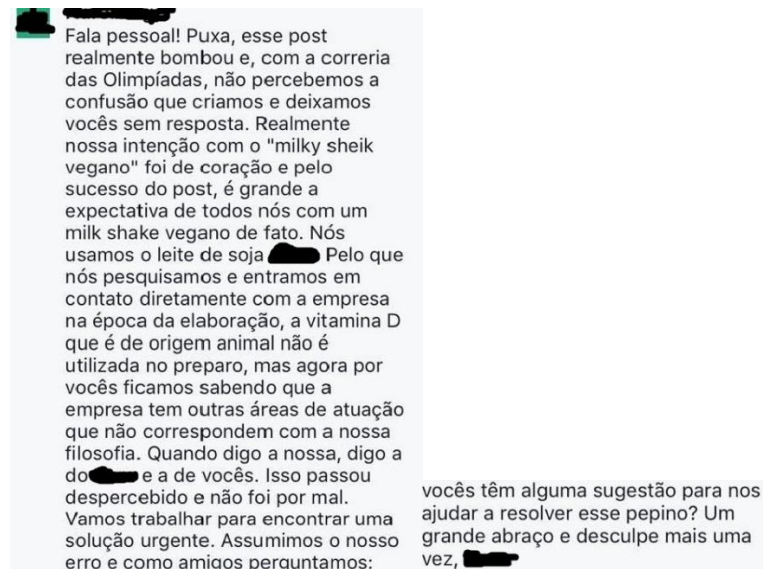 Fala pessoal! Puxa, esse post
realmente bombou e, com a correria
das Olimpíadas, não percebemos a
confusão que criamos e deixamos
vocês sem resposta. Realmente
nossa intenção com o "milky sheik
vegano" foi de coração e pelo
sucesso do post, é grande a
expectativa de todos nós com um
milk shake vegano de fato. Nós
usamos o leite de soja Pelo que
nós pesquisamos e entramos em
contato diretamente com a empresa
na época da elaboração, a vitamina D
que é de origem animal não é
utilizada no preparo, mas agora por
vocês ficamos sabendo que a
empresa tem outras áreas de atuação
que não correspondem com a nossa
filosofia. Quando digo a nossa, digo a
do e a de vocês. Isso passou
despercebido e não foi por mal.
Vamos trabalhar para encontrar uma
solução urgente. Assumimos o nosso
erro e como amigos perguntamos:
vocês têm alguma sugestão para nos
ajudar a resolver esse pepino? Um
grande abraço e desculpe mais uma
vez,